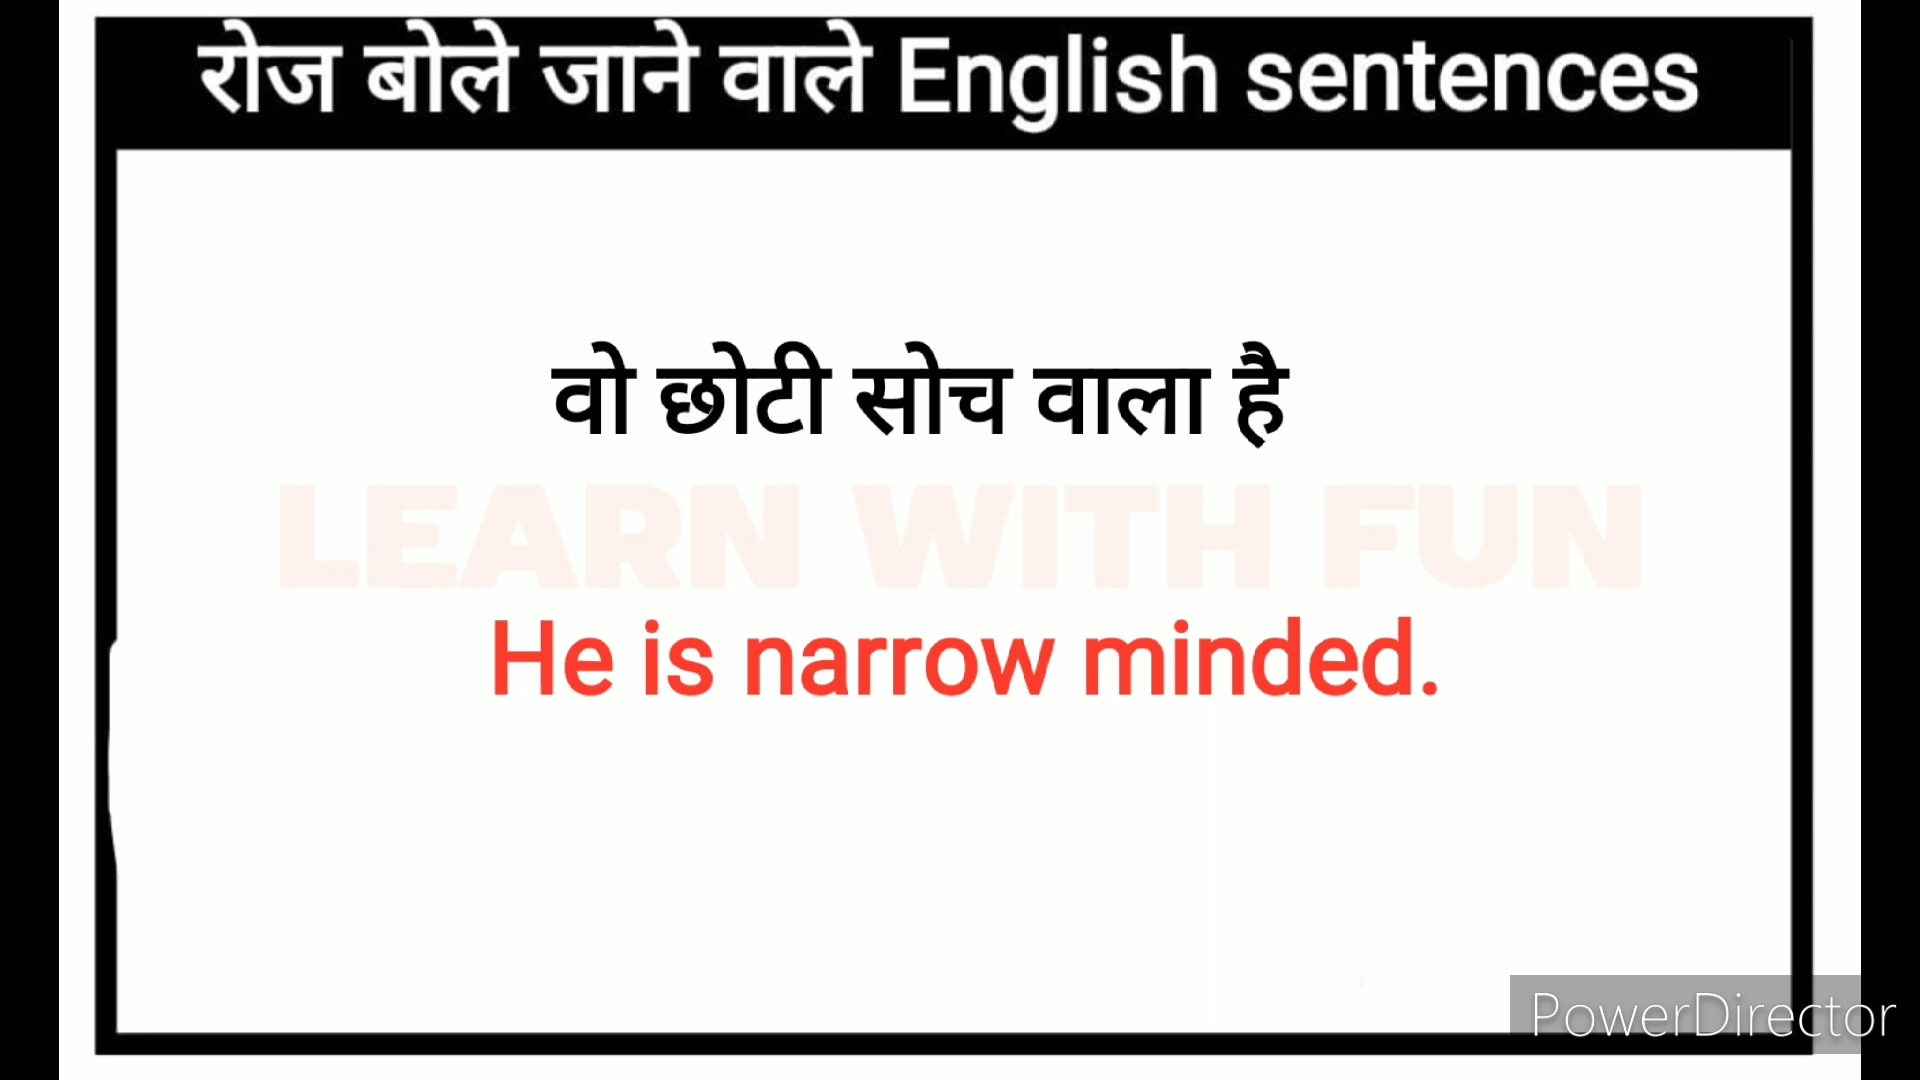 रोज बोले जाने वाले English sentences
वो छोटी सोच वाला है
LEARN WITH FUN
He is narrow minded.
PowerDirector